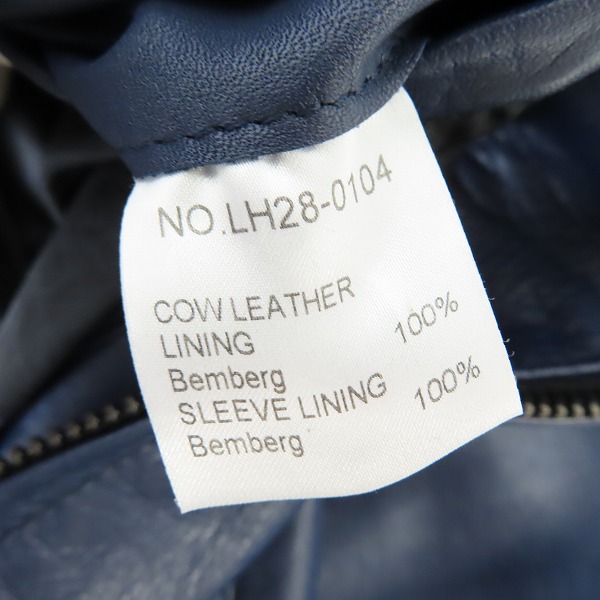 NO.LH28-0104
COW LEATHER
LINING 100%
Bemberg
SLEEVE LINING 100%
Bemberg